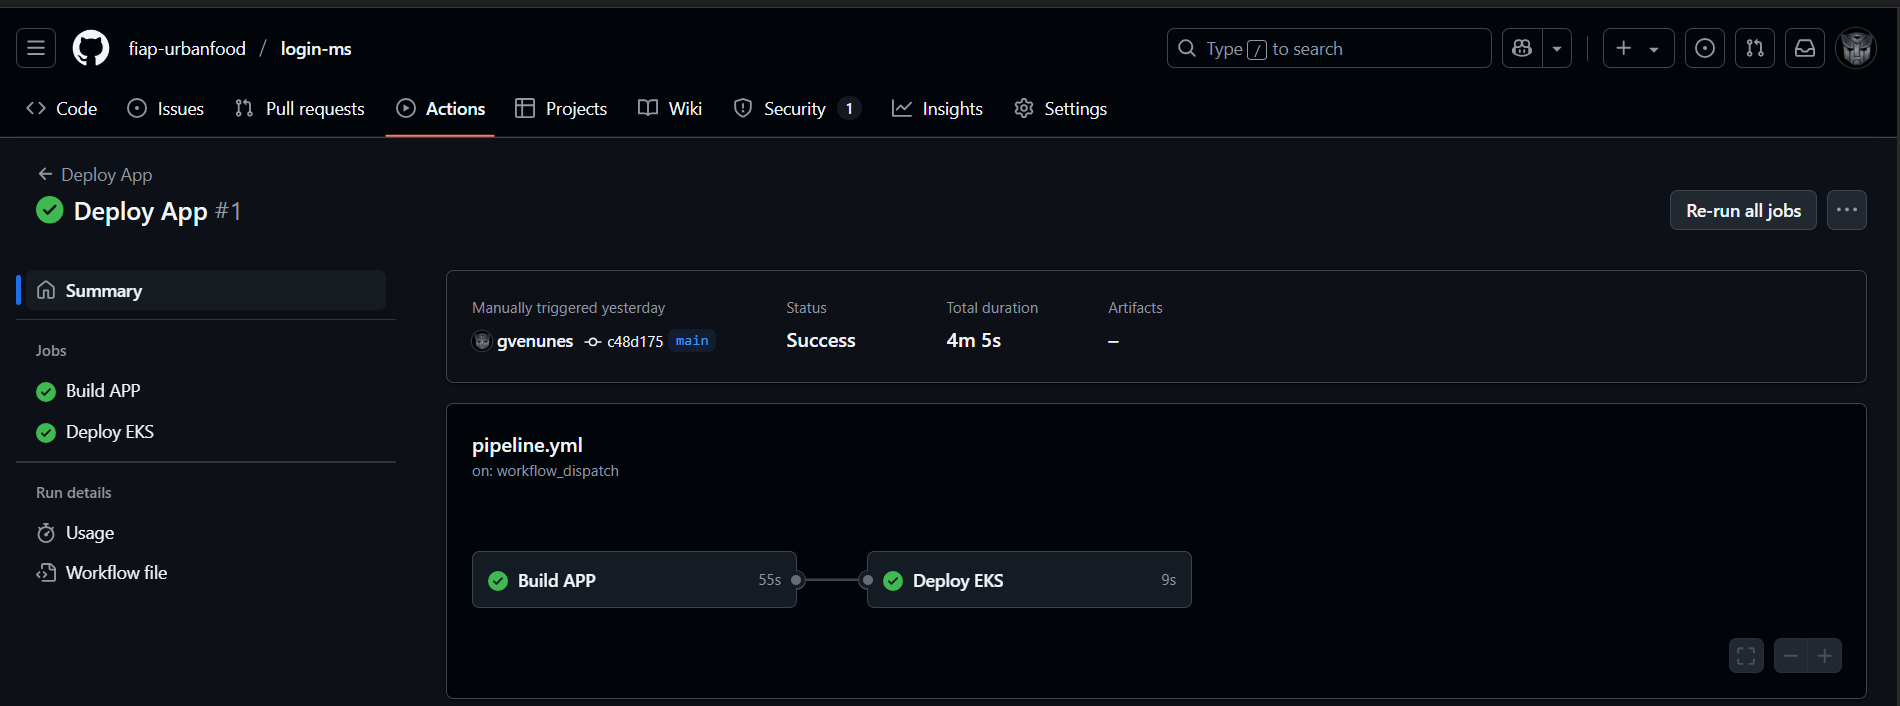 fiap-urbanfood / login-ms
Type / to search
Code
Issues
Pull requests
Actions
Projects
Wiki
Security 1
Insights
Settings
Deploy App
Deploy App #1
Re-run all jobs
Summary
Jobs
Build APP
Deploy EKS
Run details
Usage
Workflow file
Manually triggered yesterday
gvenunes c48d175 main
Status
Success
Total duration
4m 5s
Artifacts
–
pipeline.yml
on: workflow_dispatch
Build APP 55s
Deploy EKS 9s